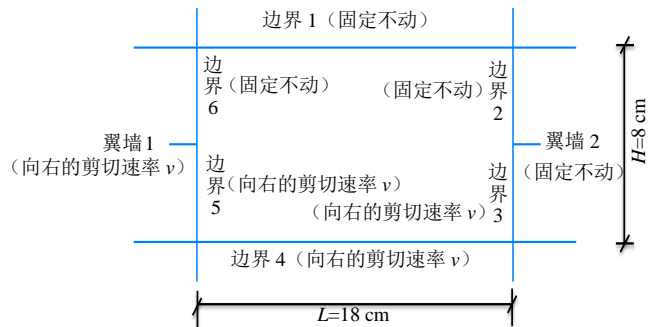 边界 1（固定不动）
边界6（固定不动）
（固定不动）边界2
翼墙 1
（向右的剪切速率 v）
翼墙 2
（固定不动）
H=8 cm
边界5（向右的剪切速率 v）
（向右的剪切速率 v）边界3
边界 4（向右的剪切速率 v）
L=18 cm